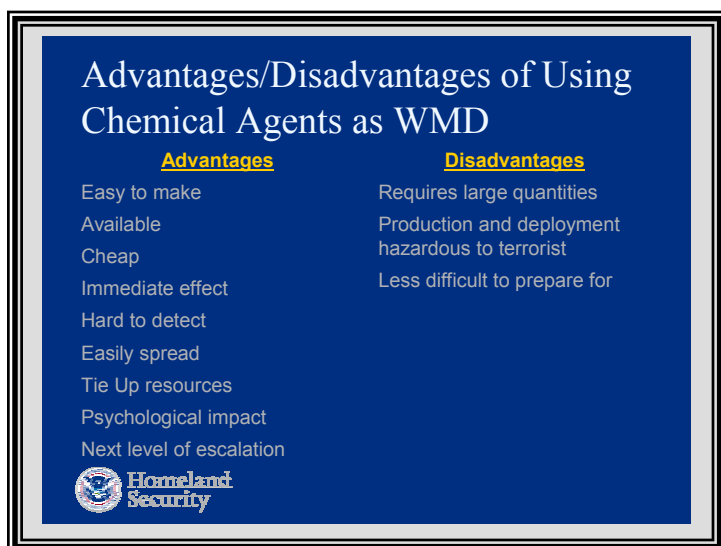 Advantages/Disadvantages of Using
Chemical Agents as WMD
Advantages
Easy to make
Available
Cheap
Immediate effect
Hard to detect
Easily spread
Tie Up resources
Psychological impact
Next level of escalation
Disadvantages
Requires large quantities
Production and deployment
hazardous to terrorist
Less difficult to prepare for
Homeland
Security